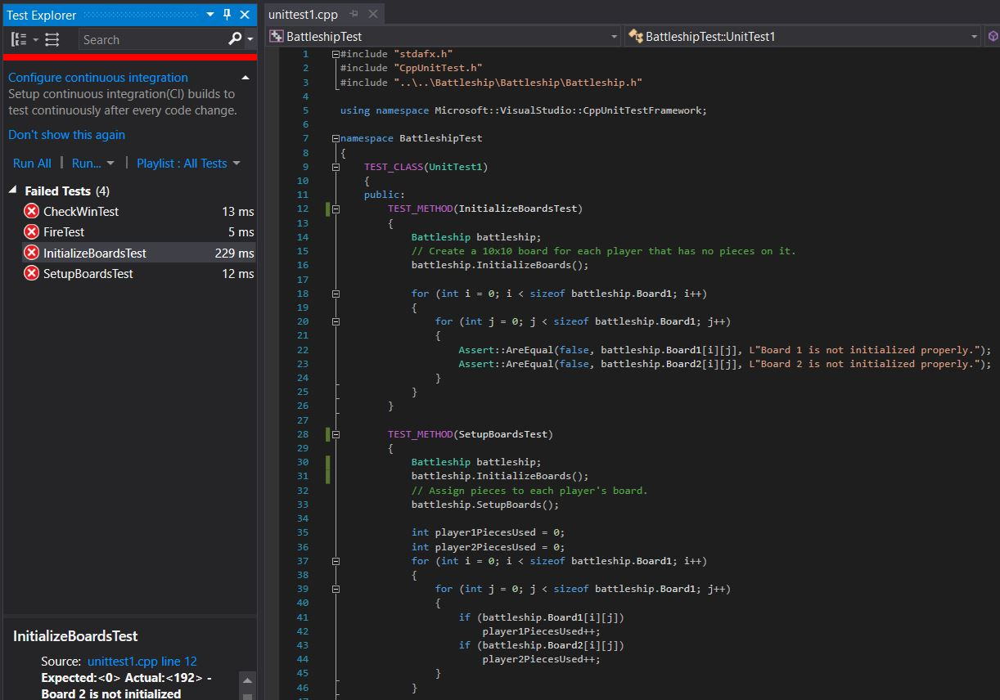 Test Explorer
Search
Configure continuous integration
Setup continuous integration(CI) builds to
test continuously after every code change.
Don't show this again
Run All | Run... | Playlist : All Tests
Failed Tests (4)
CheckWinTest 13 ms
FireTest 5 ms
InitializeBoardsTest 229 ms
SetupBoardsTest 12 ms
InitializeBoardsTest
Source: unittest1.cpp line 12
Expected:<0> Actual:<192> -
Board 2 is not initialized
unittest1.cpp
BattleshipTest
BattleshipTest::UnitTest1
1 #include "stdafx.h"
2 #include "CppUnitTest.h"
3 #include "..\..\Battleship\Battleship\Battleship.h"
4
5 using namespace Microsoft::VisualStudio::CppUnitTestFramework;
6
7 namespace BattleshipTest
8 {
9 TEST_CLASS(UnitTest1)
10 {
11 public:
12 TEST_METHOD(InitializeBoardsTest)
13 {
14 Battleship battleship;
15 // Create a 10x10 board for each player that has no pieces on it.
16 battleship.InitializeBoards();
17
18 for (int i = 0; i < sizeof battleship.Board1; i++)
19 {
20 for (int j = 0; j < sizeof battleship.Board1; j++)
21 {
22 Assert::AreEqual(false, battleship.Board1[i][j], L"Board 1 is not initialized properly.");
23 Assert::AreEqual(false, battleship.Board2[i][j], L"Board 2 is not initialized properly.");
24 }
25 }
26 }
27
28 TEST_METHOD(SetupBoardsTest)
29 {
30 Battleship battleship;
31 battleship.InitializeBoards();
32 // Assign pieces to each player's board.
33 battleship.SetupBoards();
34
35 int player1PiecesUsed = 0;
36 int player2PiecesUsed = 0;
37 for (int i = 0; i < sizeof battleship.Board1; i++)
38 {
39 for (int j = 0; j < sizeof battleship.Board1; j++)
40 {
41 if (battleship.Board1[i][j])
42 player1PiecesUsed++;
43 if (battleship.Board2[i][j])
44 player2PiecesUsed++;
45 }
46 }